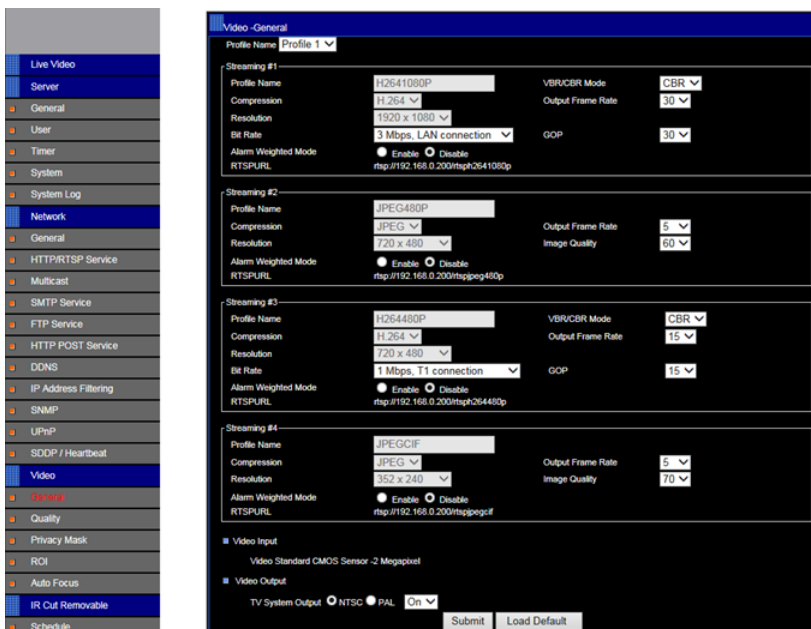 Live Video
Server
General
User
Timer
System
System Log
Network
General
HTTP/RTSP Service
Multicast
SMTP Service
FTP Service
HTTP POST Service
DDNS
IP Address Filtering
SNMP
UPnP
SDDP / Heartbeat
Video
General
Quality
Privacy Mask
ROI
Auto Focus
IR Cut Removable
Schedule
Video -General
Profile Name Profile 1
Streaming #1
Profile Name H2641080P VBR/CBR Mode CBR
Compression H.264 Output Frame Rate 30
Resolution 1920 x 1080
Bit Rate 3 Mbps, LAN connection GOP 30
Alarm Weighted Mode Enable Disable
RTSPURL rtsp://192.168.0.200/rtsph2641080p
Streaming #2
Profile Name JPEG480P
Compression JPEG Output Frame Rate 5
Resolution 720 x 480 Image Quality 60
Alarm Weighted Mode Enable Disable
RTSPURL rtsp://192.168.0.200/rtspjpeg480p
Streaming #3
Profile Name H264480P VBR/CBR Mode CBR
Compression H.264 Output Frame Rate 15
Resolution 720 x 480
Bit Rate 1 Mbps, T1 connection GOP 15
Alarm Weighted Mode Enable Disable
RTSPURL rtsp://192.168.0.200/rtsph264480p
Streaming #4
Profile Name JPEGCIF
Compression JPEG Output Frame Rate 5
Resolution 352 x 240 Image Quality 70
Alarm Weighted Mode Enable Disable
RTSPURL rtsp://192.168.0.200/rtspjpegcif
Video Input
Video Standard CMOS Sensor -2 Megapixel
Video Output
TV System Output NTSC PAL On
Submit Load Default